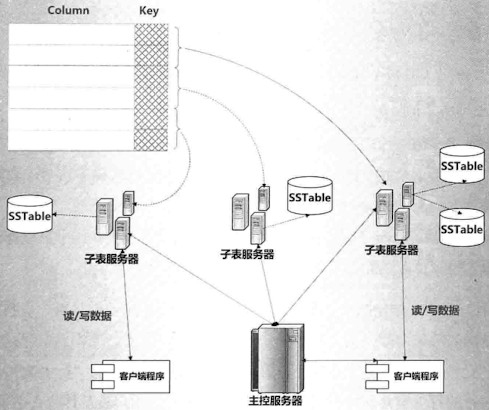 Column Key
SSTable
SSTable
SSTable
SSTable
子表服务器
子表服务器
子表服务器
读/写数据
读/写数据
客户端程序
主控服务器
客户端程序